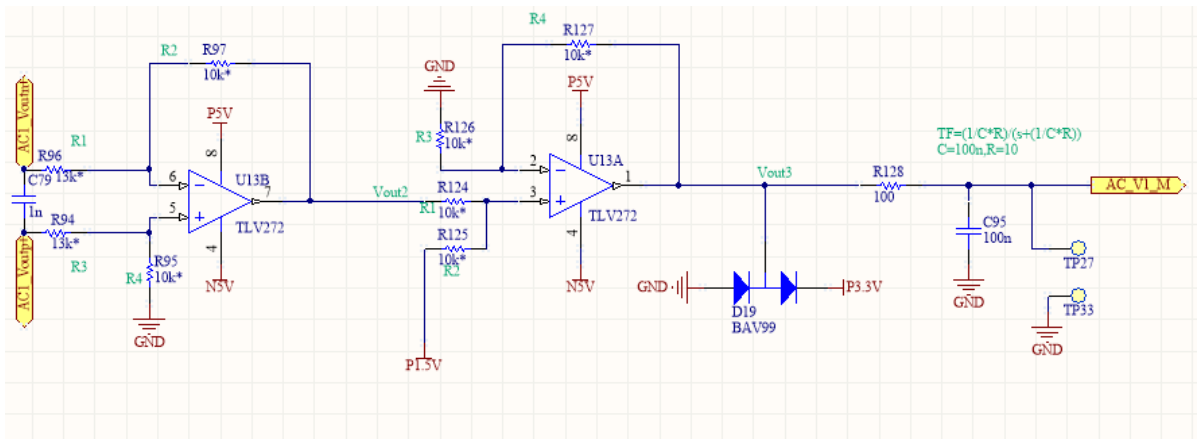 R4
R2
R97
10k*
R127
10k*
GND
P5V
P5V
AC1_Voutn
R1
R3
R126
10k*
TF=(1/C*R)/(s+(1/C*R))
C=100n,R=10
R96
15k*
C79
1n
8
6
U13B
7
5
TLV272
4
8
2
U13A
1
3
TLV272
4
Vout2
Vout3
R124
R1
10k*
R128
100
AC_V1_M
R94
13k*
R3
R4
R95
10k*
R125
10k*
R2
C95
100n
TP27
AC1_Voutp
N5V
N5V
GND
D19
BAV99
P3.3V
GND
TP33
GND
GND
P1.5V